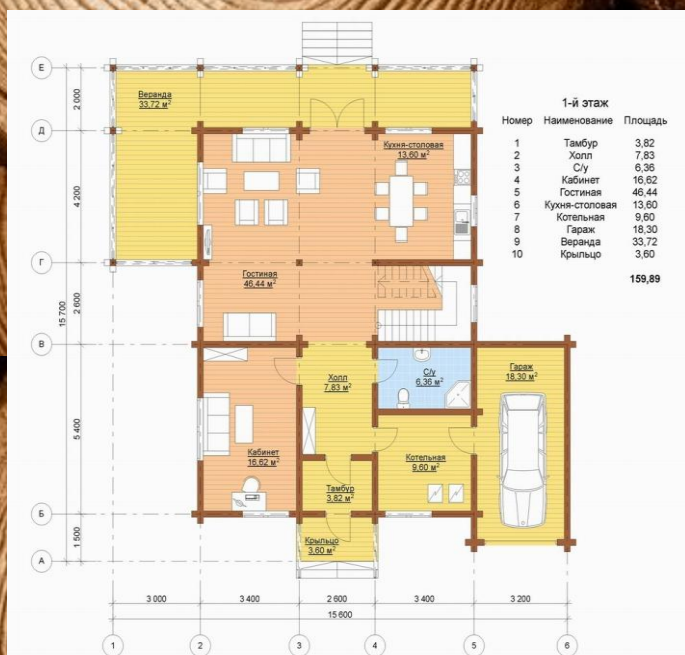 1-й этаж
Номер Наименование Площадь
1 Тамбур 3,82
2 Холл 7,83
3 С/у 6,36
4 Кабинет 16,62
5 Гостиная 46,44
6 Кухня-столовая 13,60
7 Котельная 9,60
8 Гараж 18,30
9 Веранда 33,72
10 Крыльцо 3,60
159,89
Е
Д
Г
В
Б
А
2 000
4 200
2 600
5 400
1 500
15 700
Веранда
33,72 м²
Кухня-столовая
13,60 м²
Гостиная
46,44 м²
Холл
7,83 м²
С/у
6,36 м²
Гараж
18,30 м²
Кабинет
16,62 м²
Котельная
9,60 м²
Тамбур
3,82 м²
Крыльцо
3,60 м²
3 000 3 400 2 600 3 400 3 200
15 600
1 2 3 4 5 6